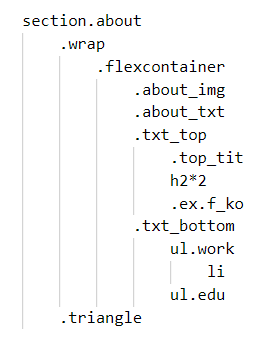 section.about
.wrap
.flexcontainer
.about_img
.about_txt
.txt_top
.top_tit
h2*2
.ex.f_ko
.txt_bottom
ul.work
li
ul.edu
.triangle